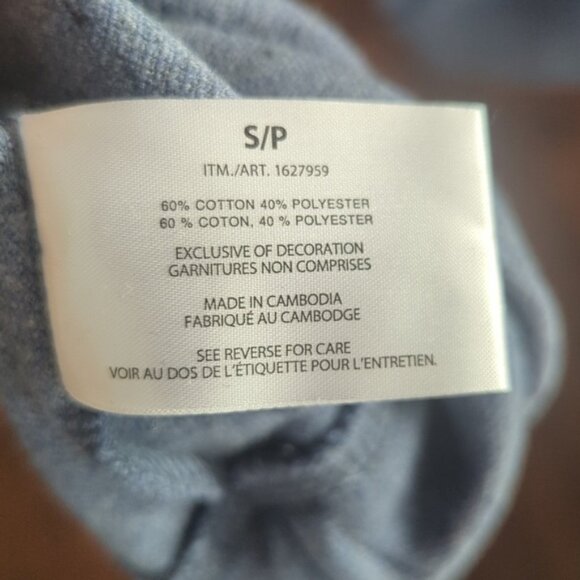 S/P
ITM./ART. 1627959
60% COTTON 40% POLYESTER
60 % COTON, 40 % POLYESTER
EXCLUSIVE OF DECORATION
GARNITURES NON COMPRISES
MADE IN CAMBODIA
FABRIQUÉ AU CAMBODGE
SEE REVERSE FOR CARE
VOIR AU DOS DE L'ÉTIQUETTE POUR L'ENTRETIEN.